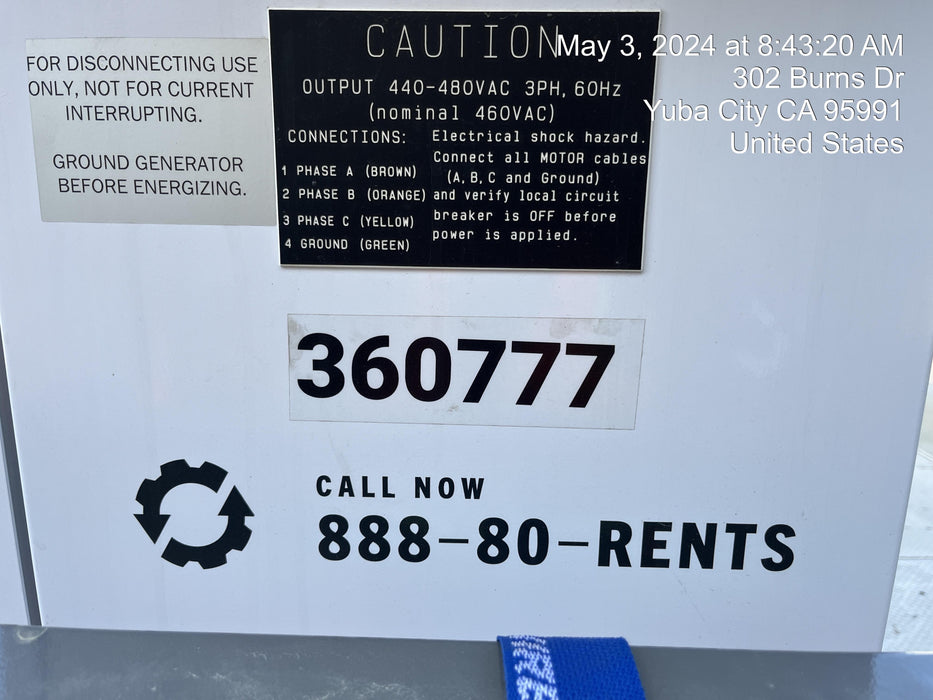 FOR DISCONNECTING USE
ONLY, NOT FOR CURRENT
INTERRUPTING.
GROUND GENERATOR
BEFORE ENERGIZING.
CAUTION
OUTPUT 440-480VAC 3PH, 60Hz
(nominal 460VAC)
CONNECTIONS:
1 PHASE A (BROWN)
2 PHASE B (ORANGE)
3 PHASE C (YELLOW)
4 GROUND (GREEN)
Electrical shock hazard.
Connect all MOTOR cables
(A, B, C and Ground)
and verify local circuit
breaker is OFF before
power is applied.
May 3, 2024 at 8:43:20 AM
302 Burns Dr
Yuba City CA 95991
United States
360777
CALL NOW
888-80-RENTS